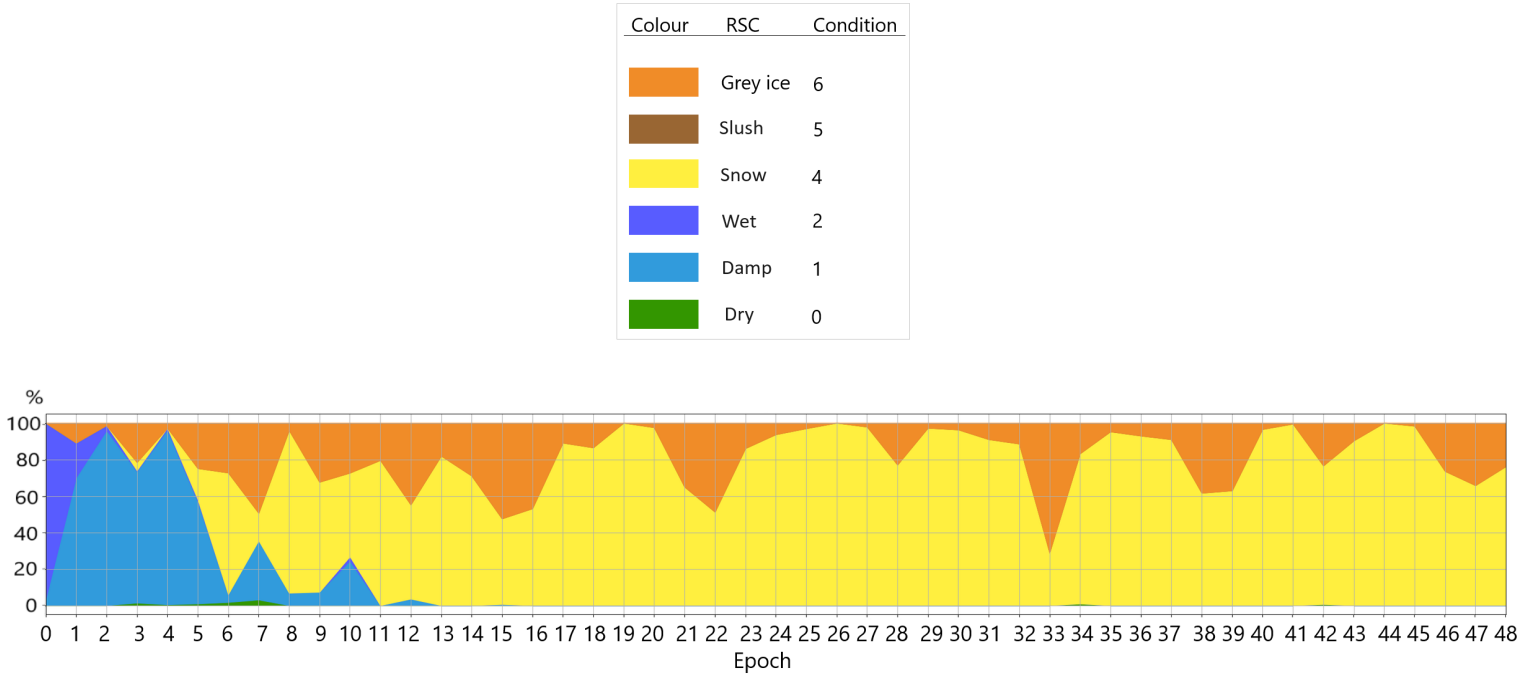 Colour RSC Condition
Grey ice 6
Slush 5
Snow 4
Wet 2
Damp 1
Dry 0
%
100
80
60
40
20
0
0 1 2 3 4 5 6 7 8 9 10 11 12 13 14 15 16 17 18 19 20 21 22 23 24 25 26 27 28 29 30 31 32 33 34 35 36 37 38 39 40 41 42 43 44 45 46 47 48
Epoch